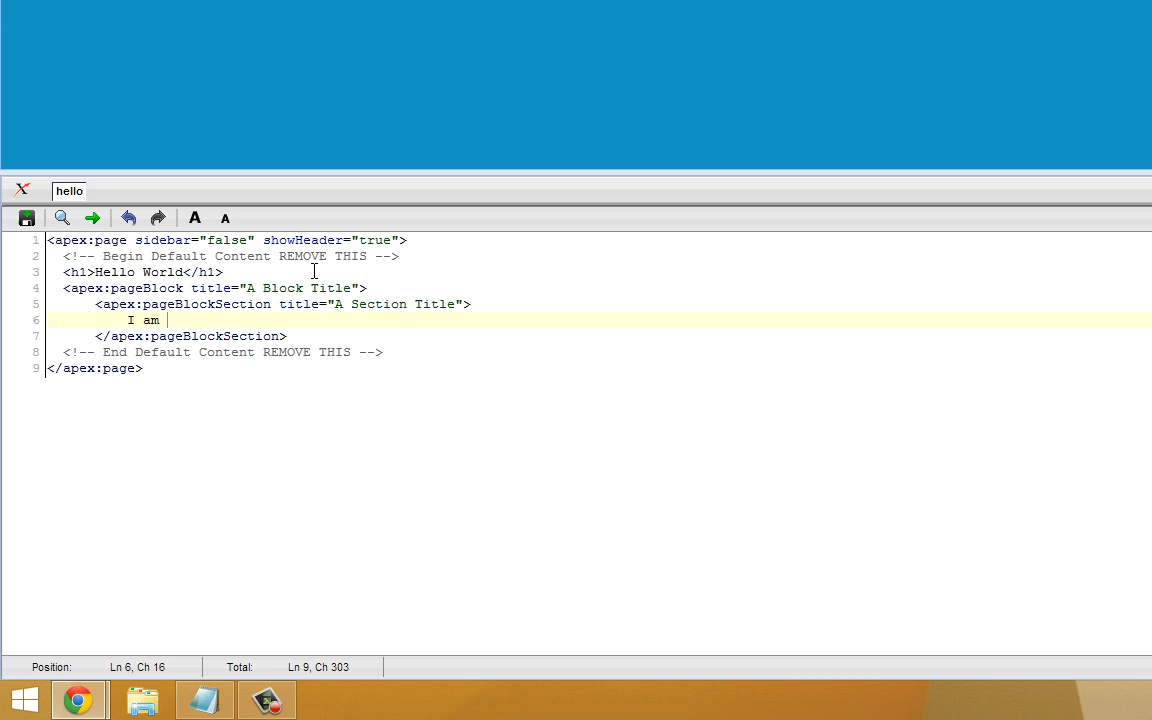 hello
A A
1 <apex:page sidebar="false" showHeader="true">
2 <!-- Begin Default Content REMOVE THIS -->
3 <h1>Hello World</h1>
4 <apex:pageBlock title="A Block Title">
5 <apex:pageBlockSection title="A Section Title">
6 I am
7 </apex:pageBlockSection>
8 <!-- End Default Content REMOVE THIS -->
9 </apex:page>
Position: Ln 6, Ch 16 Total: Ln 9, Ch 303